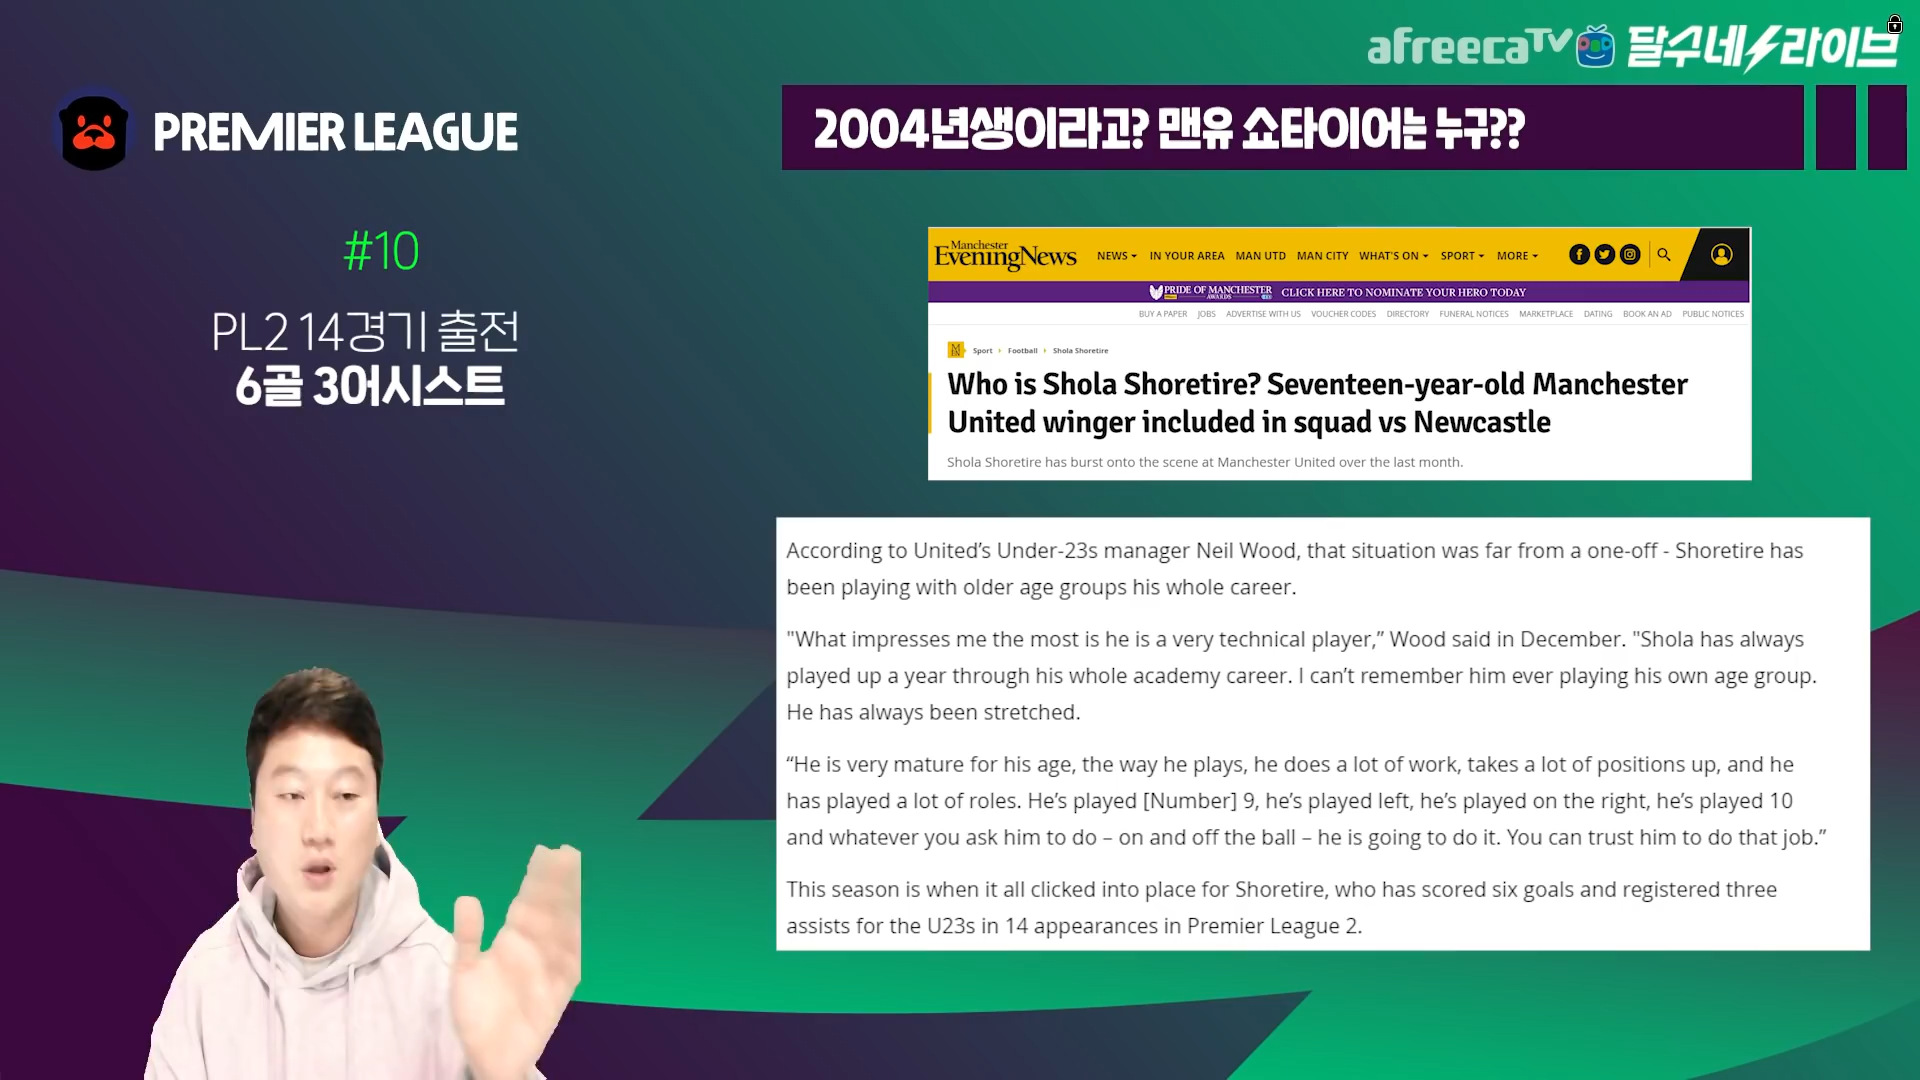 afreecaTV 달수네라이브
PREMIER LEAGUE
2004년생이라고? 맨유 쇼타이어는 누구??
#10
PL2 14경기 출전
6골 3어시스트
Manchester
Evening News
NEWS IN YOUR AREA MAN UTD MAN CITY WHAT'S ON SPORT MORE
PRIDE OF MANCHESTER
AWARDS
CLICK HERE TO NOMINATE YOUR HERO TODAY
BUY A PAPER JOBS ADVERTISE WITH US VOUCHER CODES DIRECTORY FUNERAL NOTICES MARKETPLACE DATING BOOK AN AD PUBLIC NOTICES
Sport Football Shola Shoretire
Who is Shola Shoretire? Seventeen-year-old Manchester
United winger included in squad vs Newcastle
Shola Shoretire has burst onto the scene at Manchester United over the last month.
According to United’s Under-23s manager Neil Wood, that situation was far from a one-off - Shoretire has
been playing with older age groups his whole career.
"What impresses me the most is he is a very technical player,” Wood said in December. "Shola has always
played up a year through his whole academy career. I can’t remember him ever playing his own age group.
He has always been stretched.
“He is very mature for his age, the way he plays, he does a lot of work, takes a lot of positions up, and he
has played a lot of roles. He’s played [Number] 9, he’s played left, he’s played on the right, he’s played 10
and whatever you ask him to do – on and off the ball – he is going to do it. You can trust him to do that job.”
This season is when it all clicked into place for Shoretire, who has scored six goals and registered three
assists for the U23s in 14 appearances in Premier League 2.